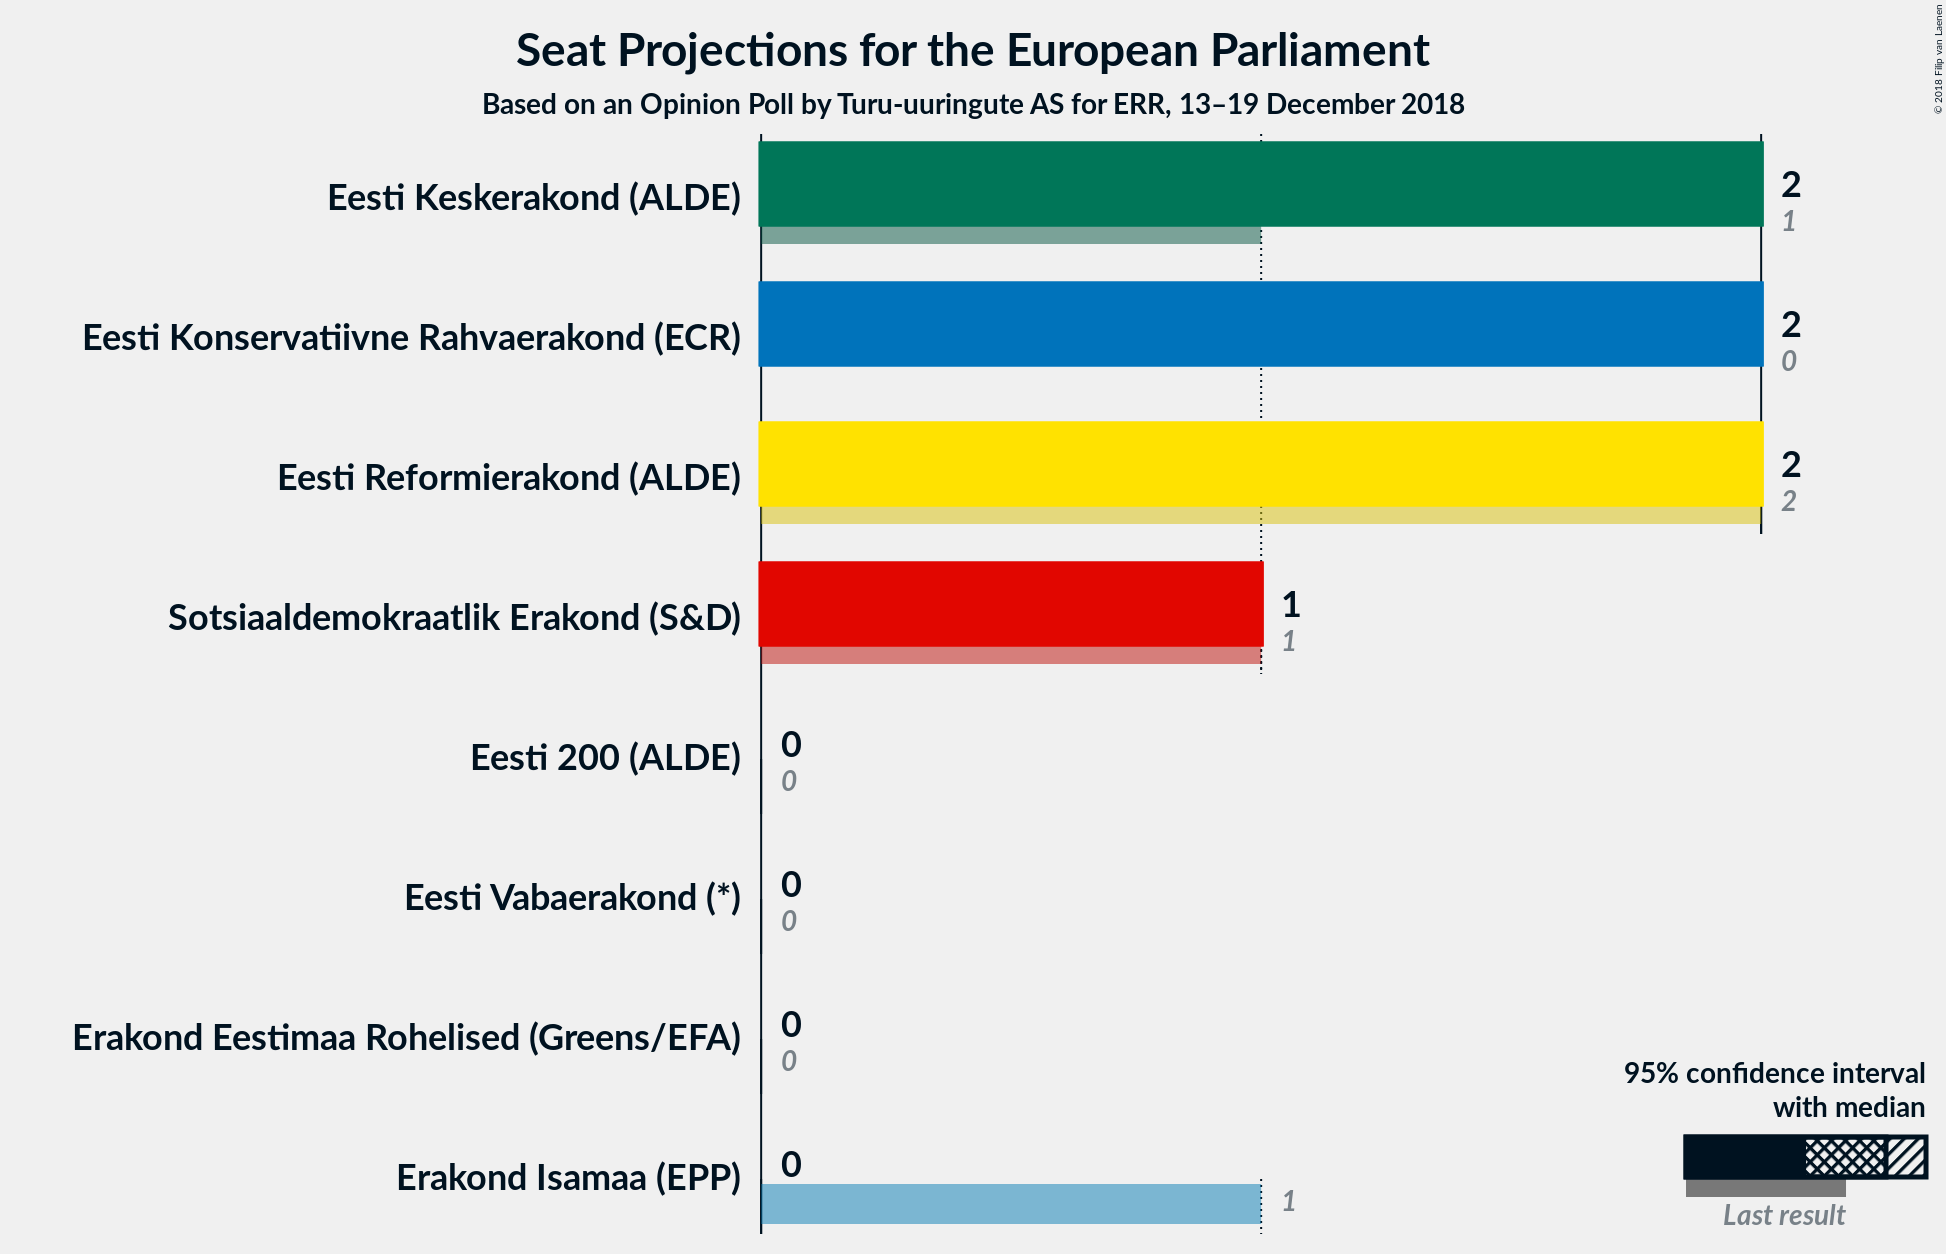 Seat Projections for the European Parliament
Based on an Opinion Poll by Turu-uuringute AS for ERR, 13–19 December 2018
© 2018 Filip van Laenen
Eesti Keskerakond (ALDE)
2
1
Eesti Konservatiivne Rahvaerakond (ECR)
2
0
Eesti Reformierakond (ALDE)
2
2
Sotsiaaldemokraatlik Erakond (S&D)
1
1
Eesti 200 (ALDE)
0
0
Eesti Vabaerakond (*)
0
0
Erakond Eestimaa Rohelised (Greens/EFA)
0
0
Erakond Isamaa (EPP)
0
1
95% confidence interval
with median
Last result